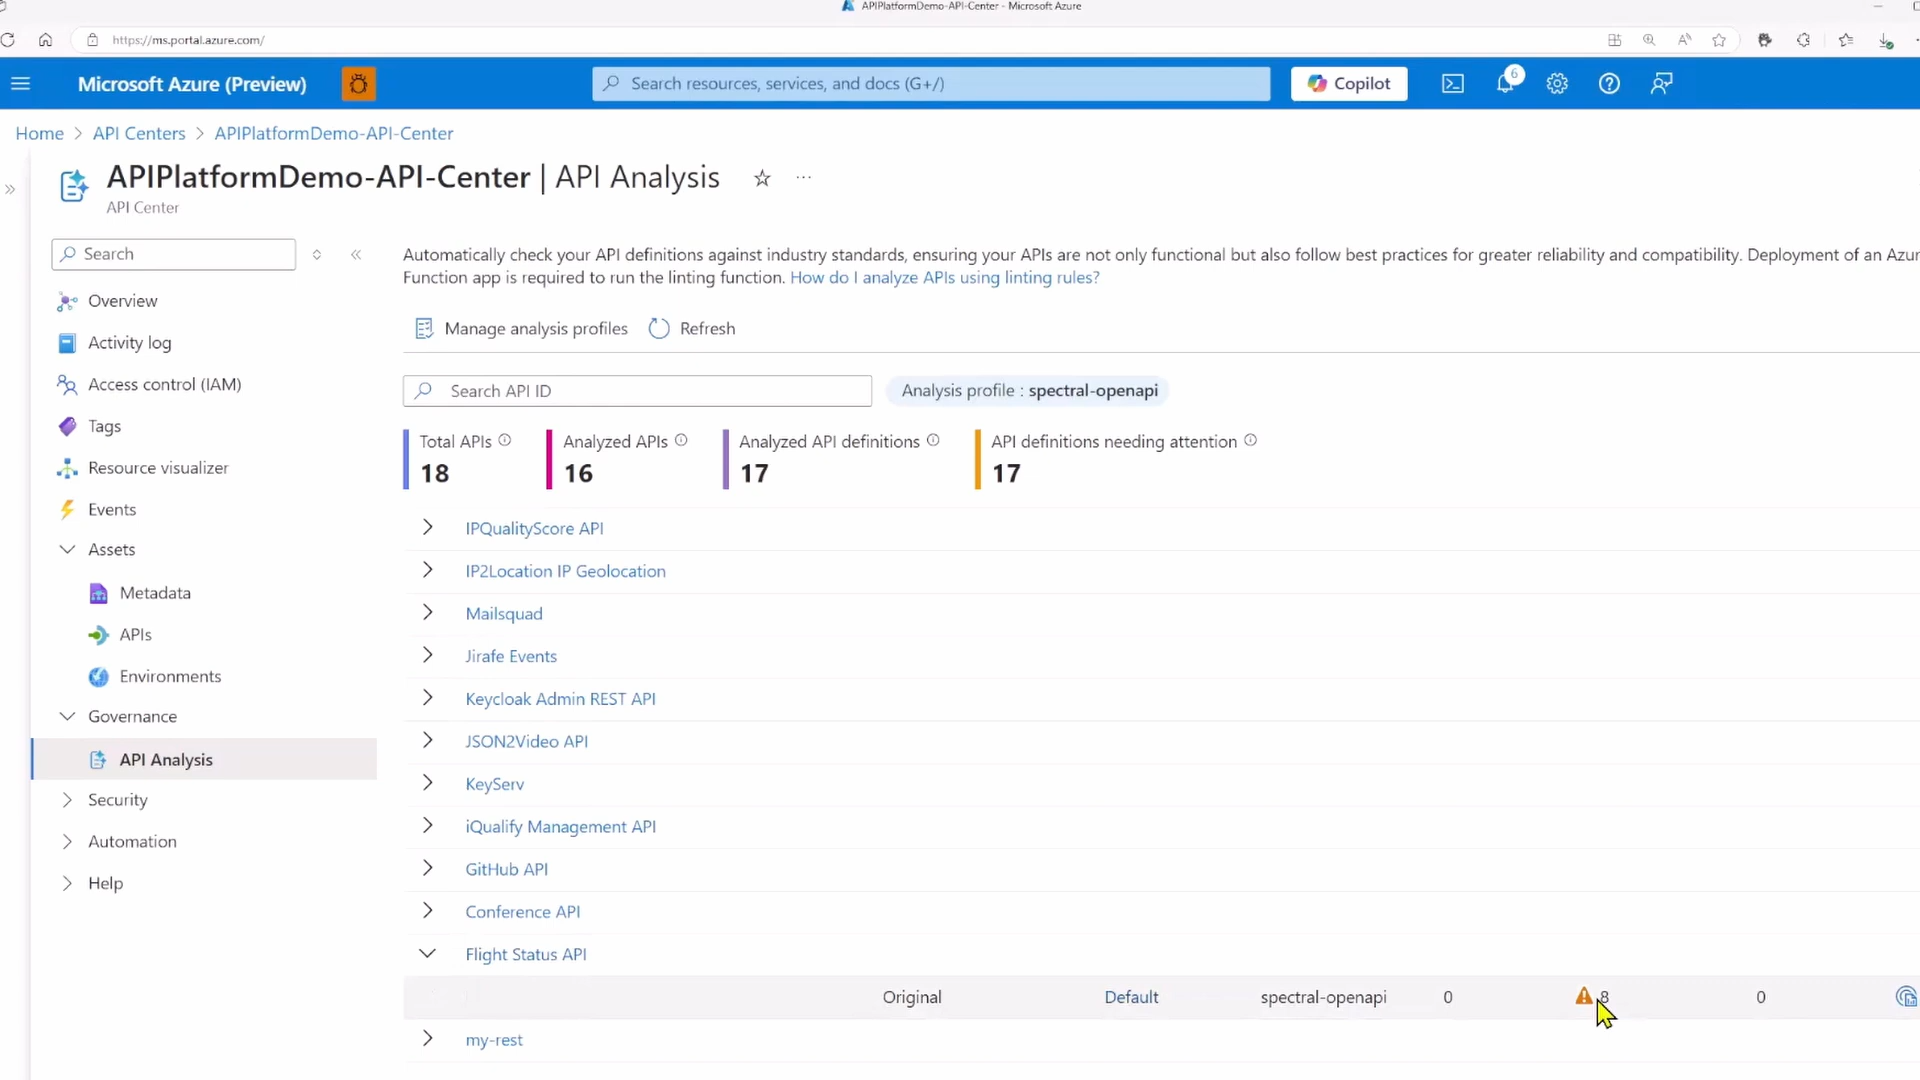 APIPlatformDemo-API-Center - Microsoft Azure
https://ms.portal.azure.com/
Microsoft Azure (Preview)
Search resources, services, and docs (G+/)
Copilot
6
Home > API Centers > APIPlatformDemo-API-Center
APIPlatformDemo-API-Center | API Analysis
API Center
Search
Overview
Activity log
Access control (IAM)
Tags
Resource visualizer
Events
Assets
Metadata
APIs
Environments
Governance
API Analysis
Security
Automation
Help
Automatically check your API definitions against industry standards, ensuring your APIs are not only functional but also follow best practices for greater reliability and compatibility. Deployment of an Azur
Function app is required to run the linting function. How do I analyze APIs using linting rules?
Manage analysis profiles
Refresh
Search API ID
Analysis profile : spectral-openapi
Total APIs
18
Analyzed APIs
16
Analyzed API definitions
17
API definitions needing attention
17
IPQualityScore API
IP2Location IP Geolocation
Mailsquad
Jirafe Events
Keycloak Admin REST API
JSON2Video API
KeyServ
iQualify Management API
GitHub API
Conference API
Flight Status API
Original Default spectral-openapi 0 8 0
my-rest